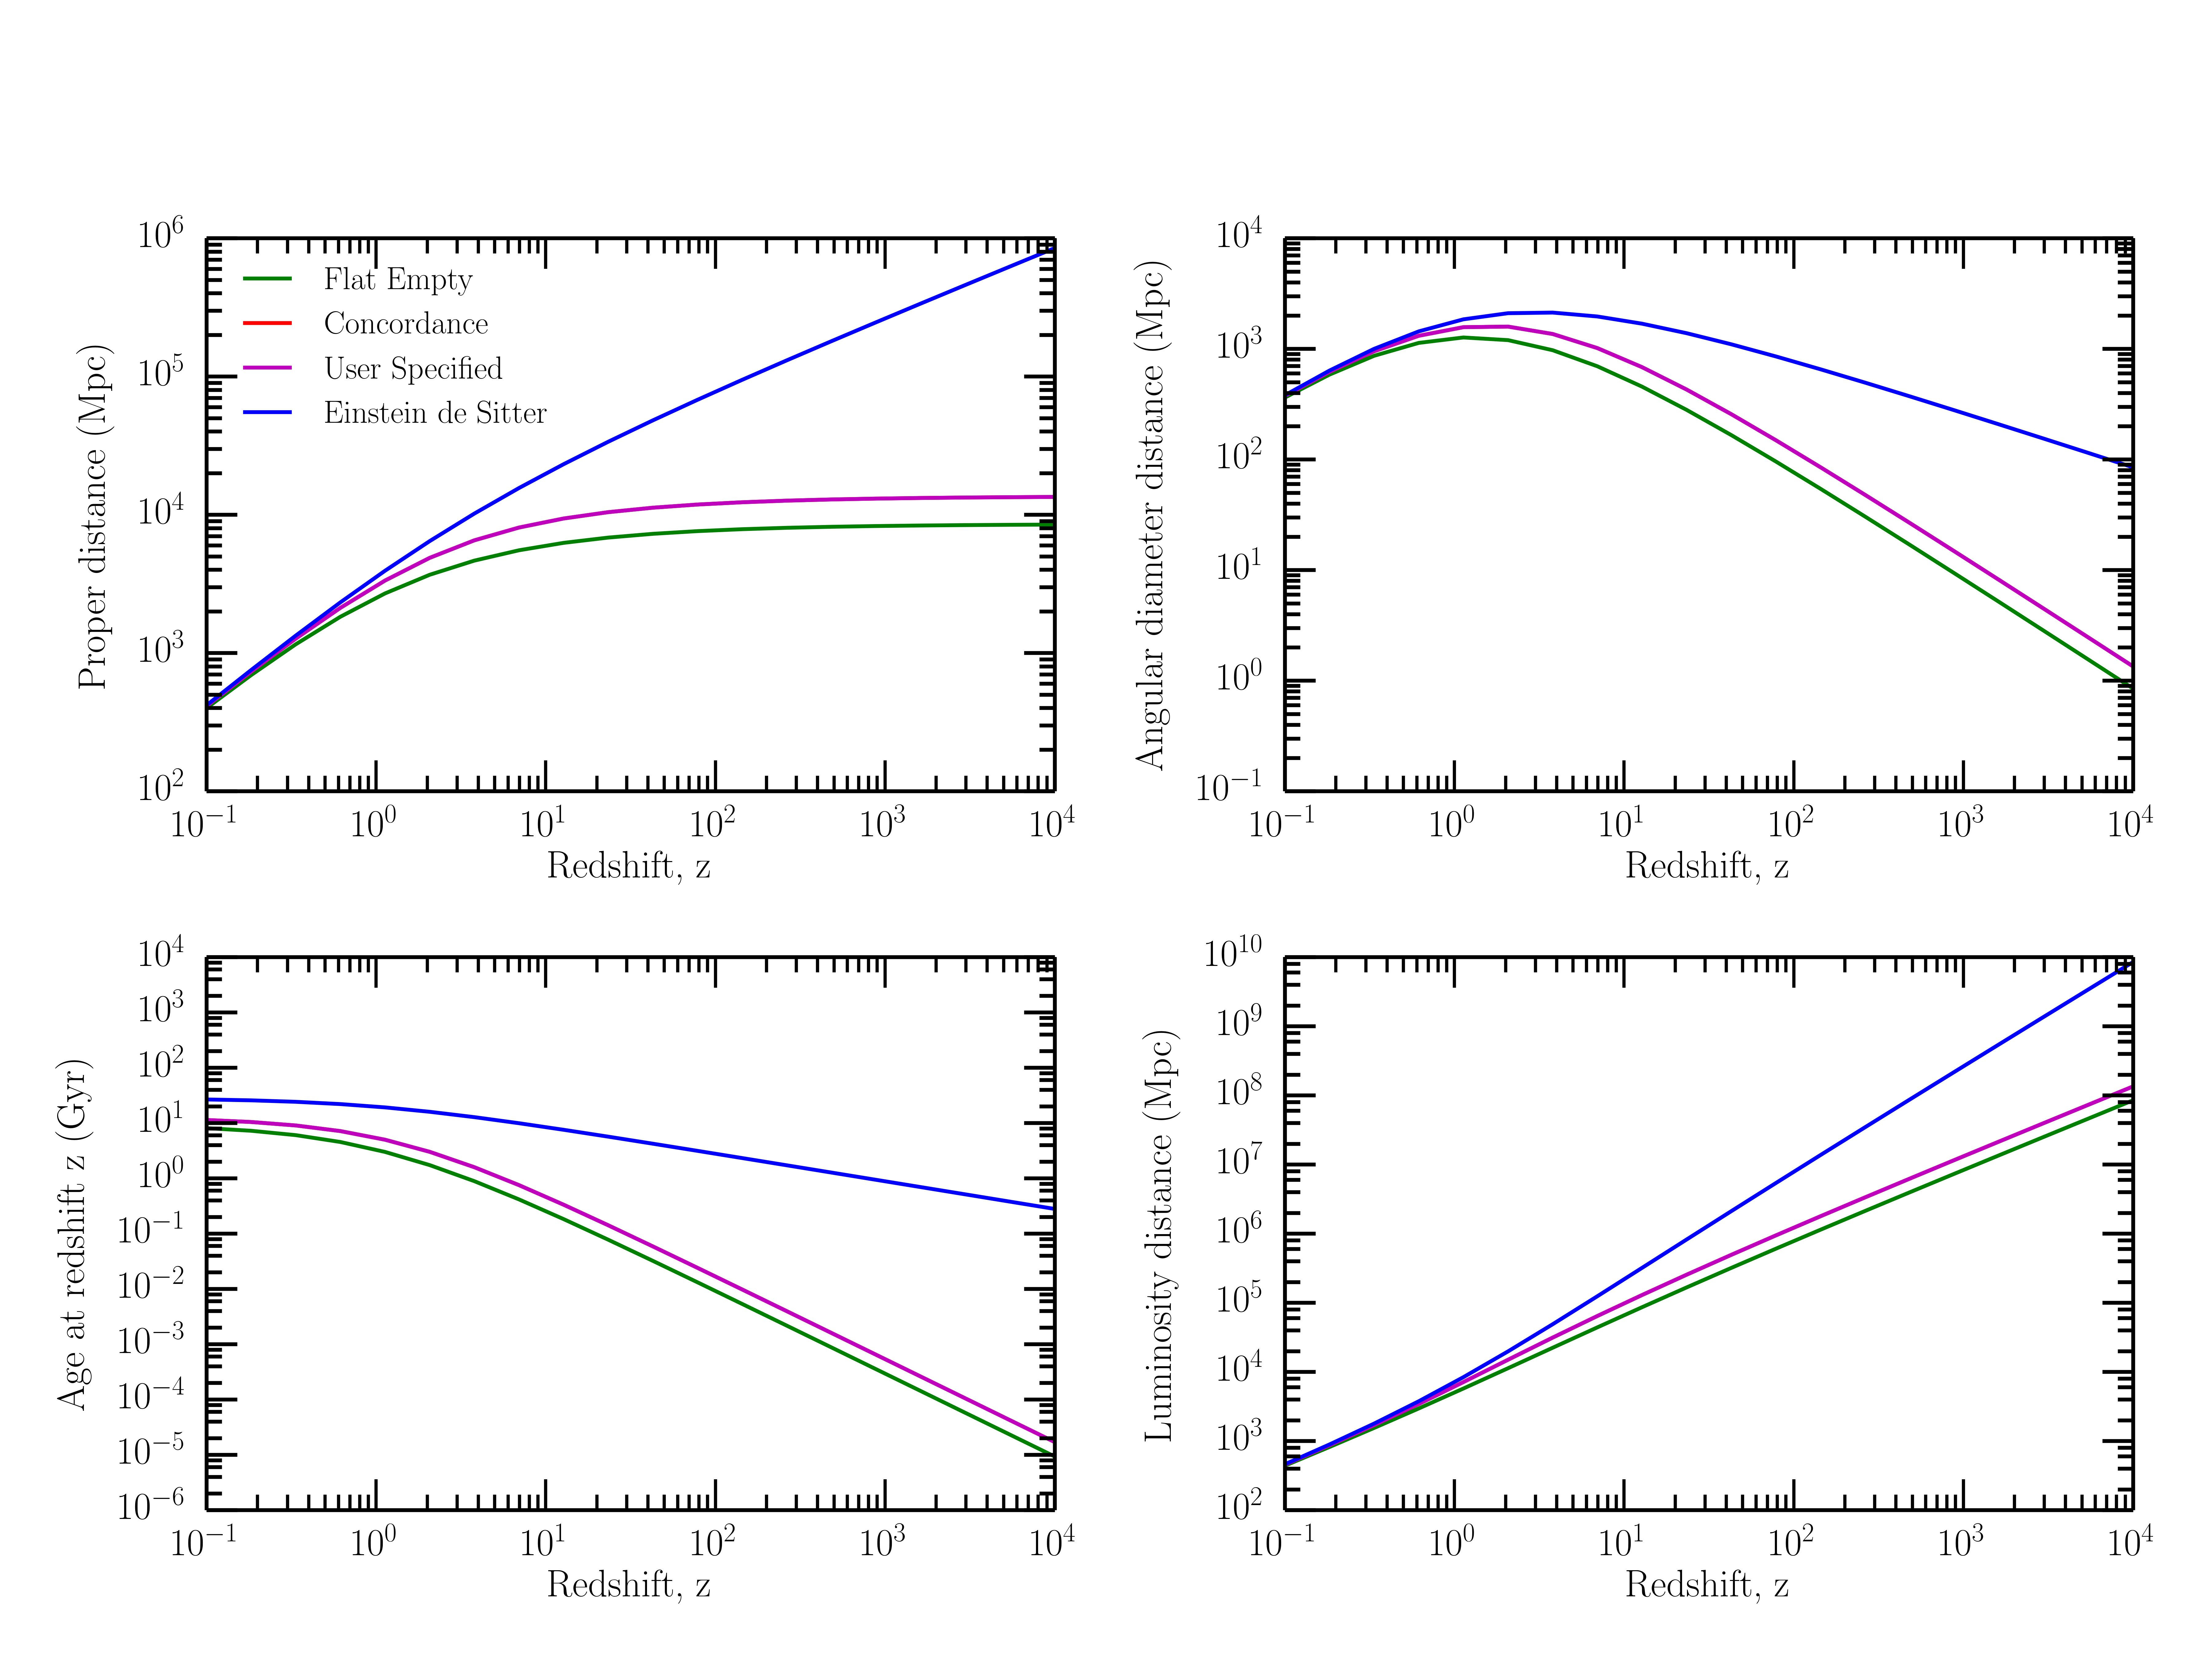 10^6
10^5
10^4
10^3
10^2
Proper distance (Mpc)
Flat Empty
Concordance
User Specified
Einstein de Sitter
10^-1 10^0 10^1 10^2 10^3 10^4
Redshift, z
10^4
10^3
10^2
10^1
10^0
10^-1
Angular diameter distance (Mpc)
10^-1 10^0 10^1 10^2 10^3 10^4
Redshift, z
10^4
10^3
10^2
10^1
10^0
10^-1
10^-2
10^-3
10^-4
10^-5
10^-6
Age at redshift z (Gyr)
10^-1 10^0 10^1 10^2 10^3 10^4
Redshift, z
10^10
10^9
10^8
10^7
10^6
10^5
10^4
10^3
10^2
Luminosity distance (Mpc)
10^-1 10^0 10^1 10^2 10^3 10^4
Redshift, z